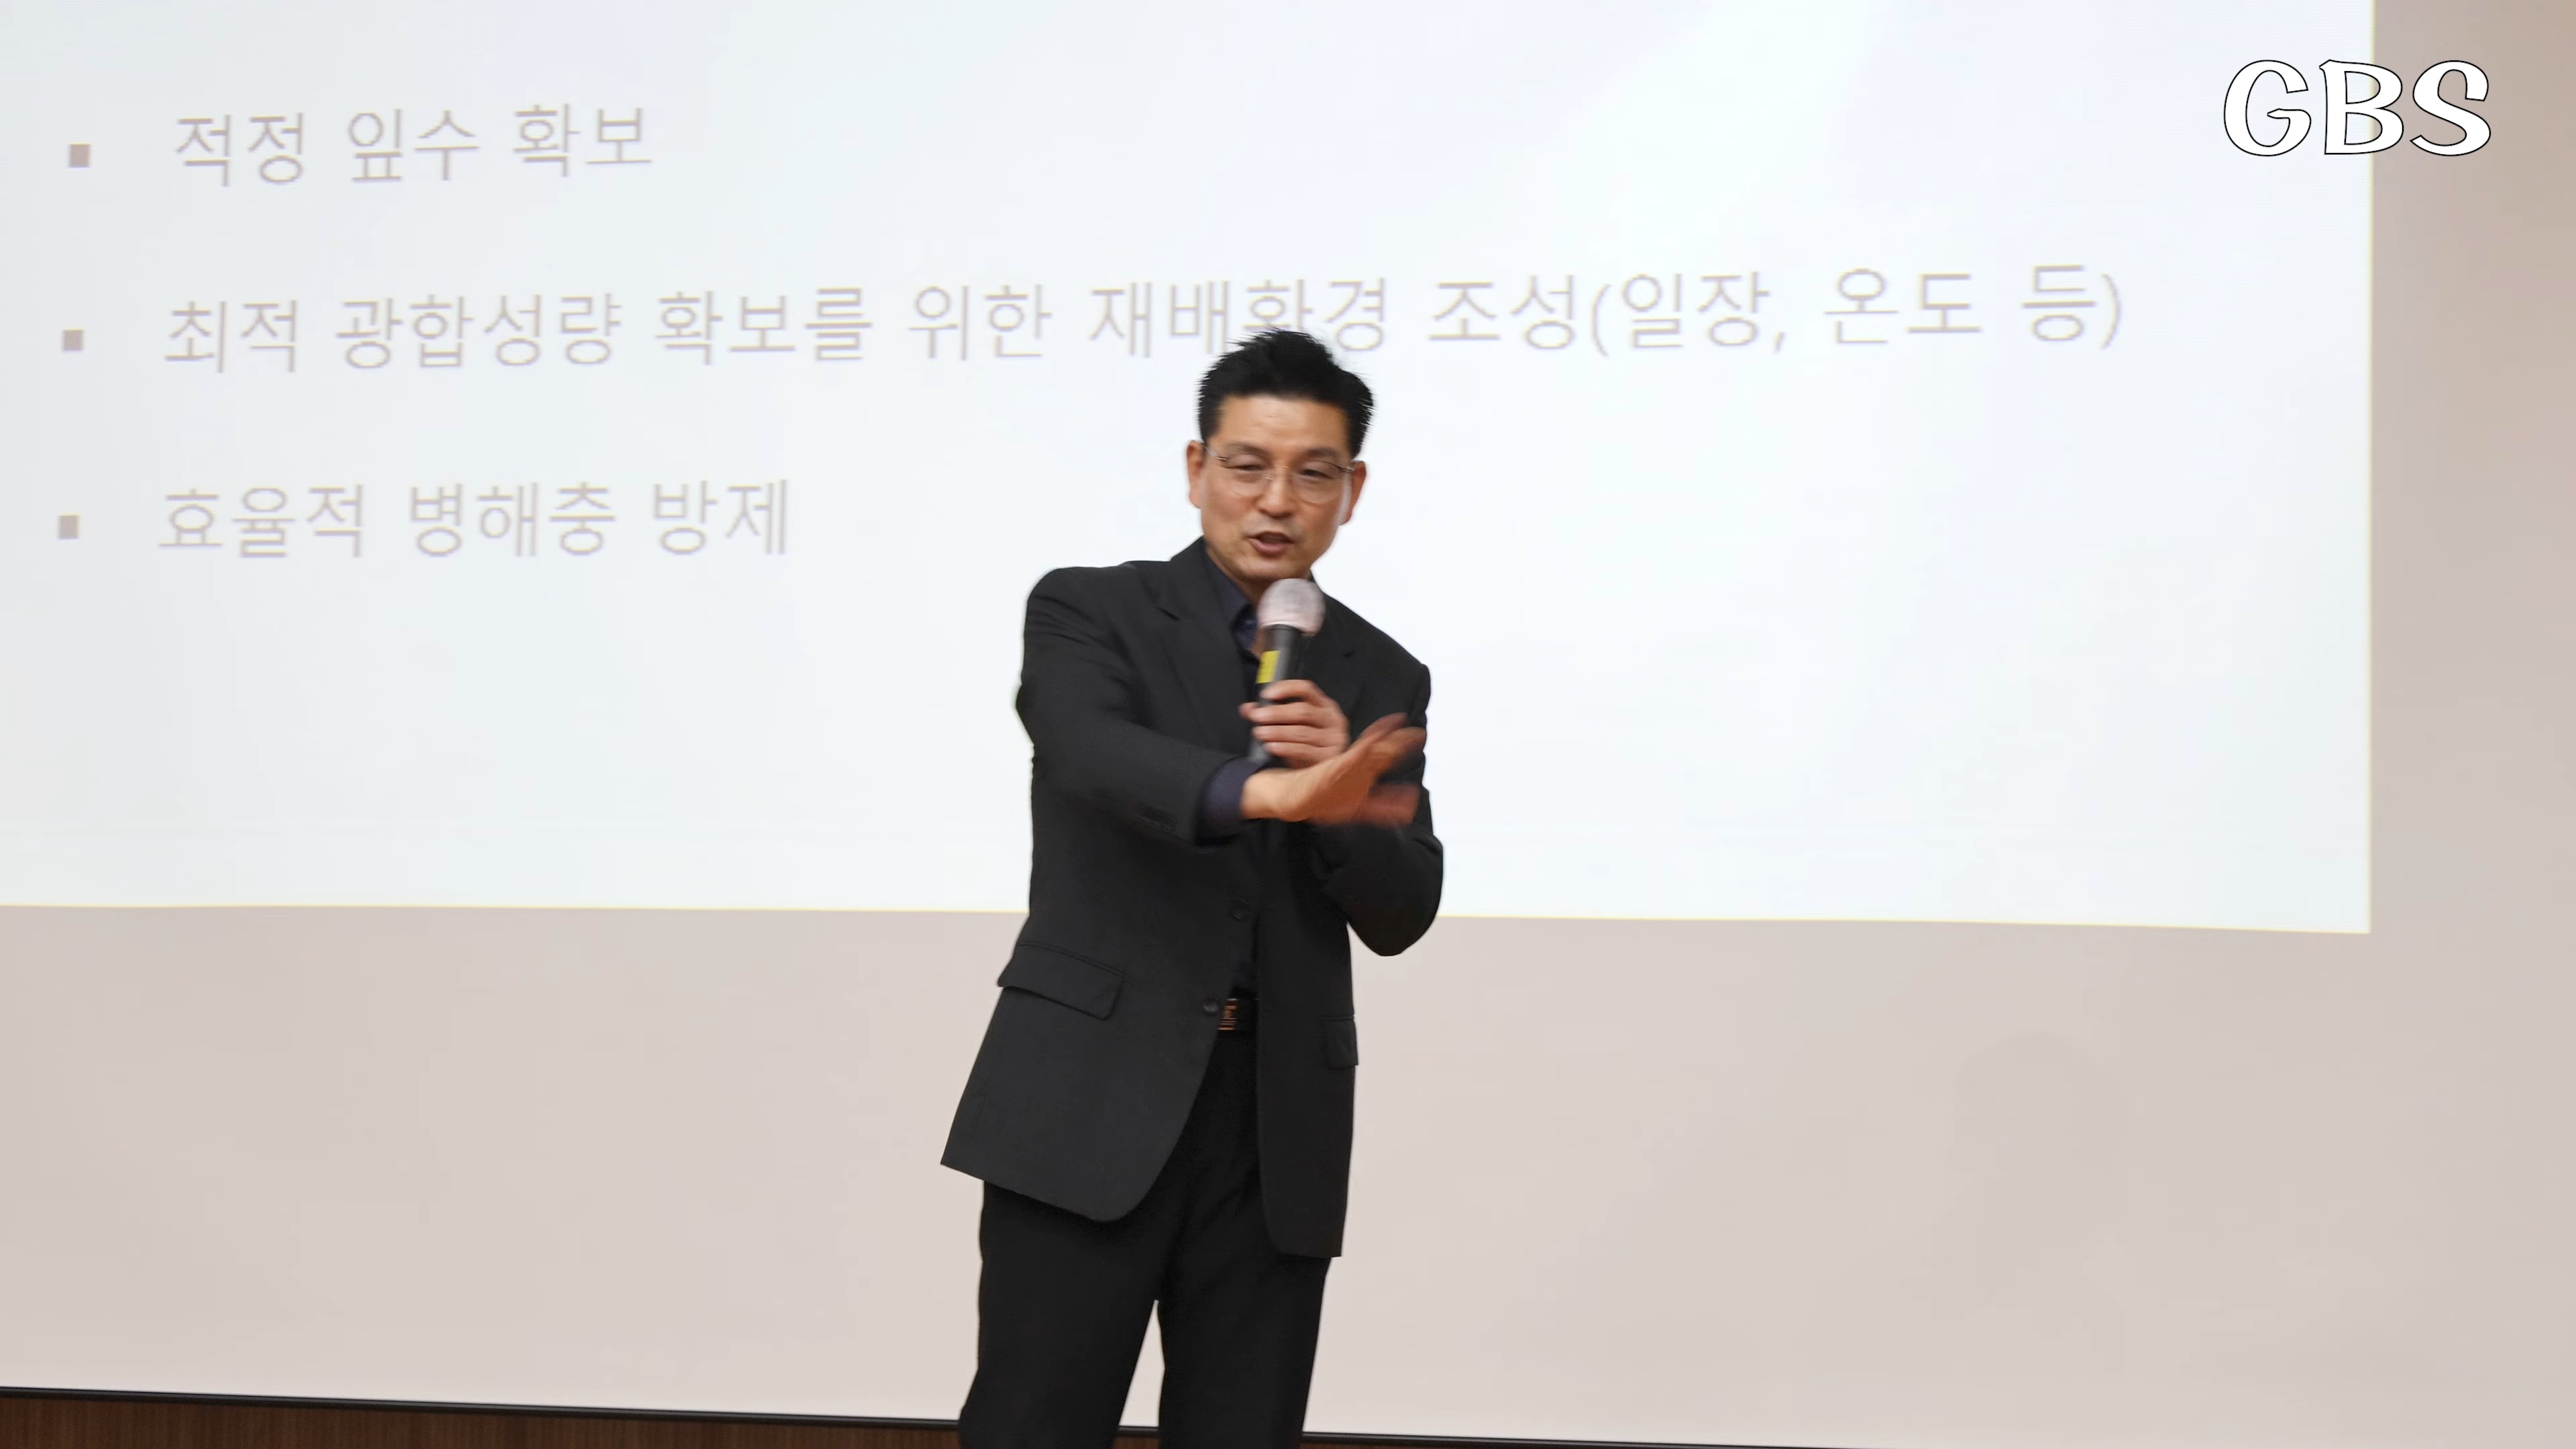 GBS
▪ 적정 잎수 확보
▪ 최적 광합성량 확보를 위한 재배환경 조성(일장, 온도 등)
▪ 효율적 병해충 방제